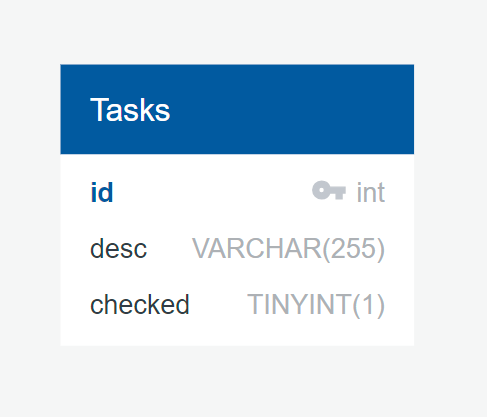 Tasks
id int
desc VARCHAR(255)
checked TINYINT(1)